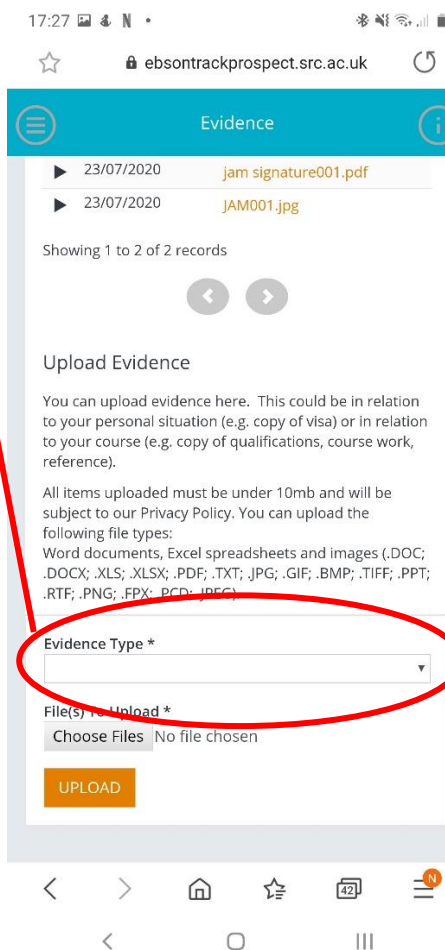 17:27 N •
ebsontrackprospect.src.ac.uk
Evidence
i
23/07/2020 jam signature001.pdf
23/07/2020 JAM001.jpg
Showing 1 to 2 of 2 records
Upload Evidence
You can upload evidence here. This could be in relation
to your personal situation (e.g. copy of visa) or in relation
to your course (e.g. copy of qualifications, course work,
reference).
All items uploaded must be under 10mb and will be
subject to our Privacy Policy. You can upload the
following file types:
Word documents, Excel spreadsheets and images (.DOC;
.DOCX; .XLS; .XLSX; .PDF; .TXT; .JPG; .GIF; .BMP; .TIFF; .PPT;
.RTF; .PNG; .FPX; .PCD; .JPEG)
Evidence Type *
File(s) To Upload *
Choose Files No file chosen
UPLOAD
42 N